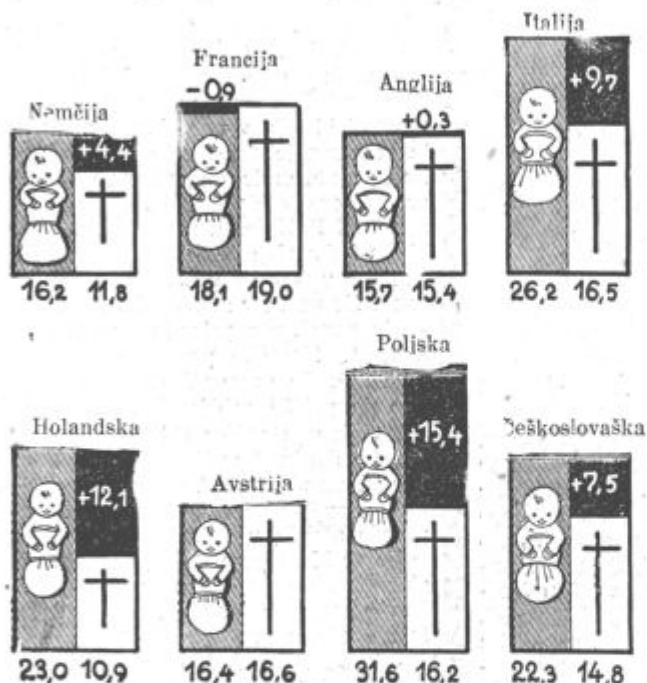 Italija
Francija
-0,9
Anglija
+9,7
Nemčija
+0,3
+4,4
16,2 11,8
18,1 19,0
15,7 15,4
26,2 16,5
Poljska
Holandska
+15,4
Češkoslovaška
Avstrija
+12,1
+7,5
23,0 10,9
16,4 16,6
31,6 16,2
22,3 14,8